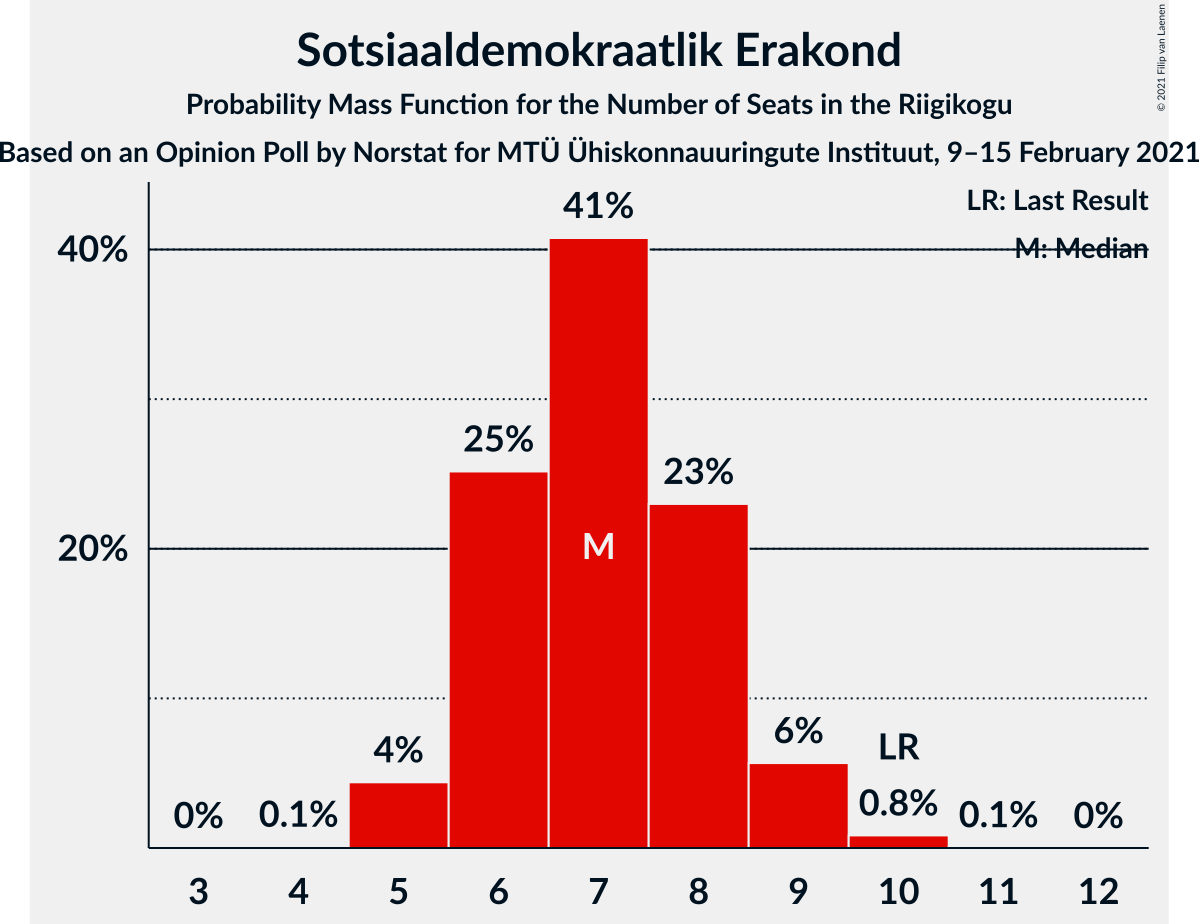 Sotsiaaldemokraatlik Erakond
Probability Mass Function for the Number of Seats in the Riigikogu
Based on an Opinion Poll by Norstat for MTÜ Ühiskonnauuringute Instituut, 9–15 February 2021
© 2021 Filip van Laenen
LR: Last Result
M: Median
40%
20%
0%
0.1%
4%
25%
41%
M
23%
6%
LR
0.8%
0.1%
0%
3 4 5 6 7 8 9 10 11 12